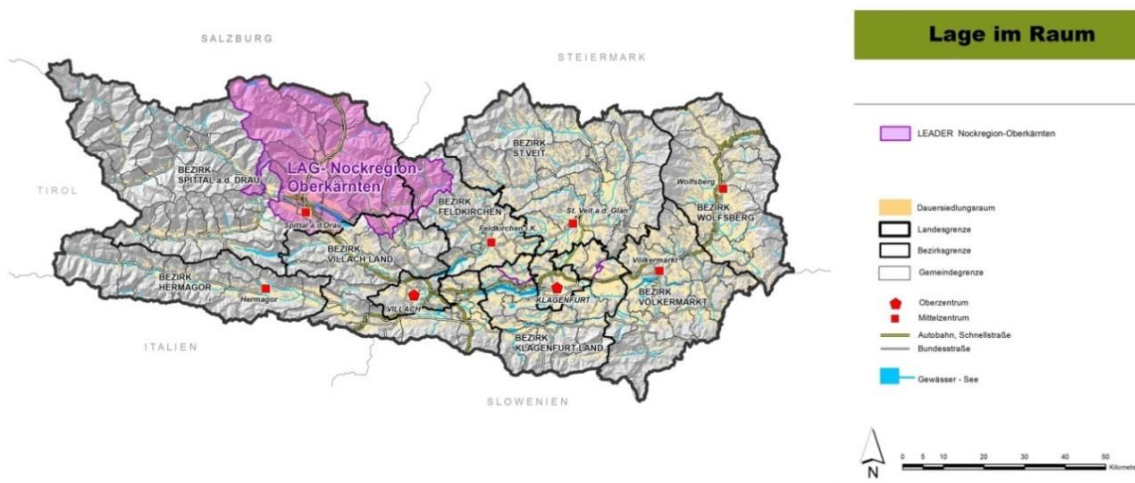 Lage im Raum
SALZBURG
STEIERMARK
TIROL
ITALIEN
SLOWENIEN
LAG- Nockregion-
Oberkärnten
BEZIRK
SPITTAL a.d. DRAU
Spittal a.d.Drau
BEZIRK
ST.VEIT
BEZIRK
FELDKIRCHEN
Feldkirchen i.K.
St. Veit a.d. Glan
Wolfsberg
BEZIRK
WOLFSBERG
BEZIRK
VILLACH LAND
BEZIRK
HERMAGOR
Hermagor
VILLACH
KLAGENFURT
Völkermarkt
BEZIRK
VÖLKERMARKT
BEZIRK
KLAGENFURT LAND
LEADER Nockregion-Oberkärnten
Dauersiedlungsraum
Landesgrenze
Bezirksgrenze
Gemeindegrenze
Oberzentrum
Mittelzentrum
Autobahn, Schnellstraße
Bundesstraße
Gewässer - See
N
0 5 10 20 30 40 50
Kilomete